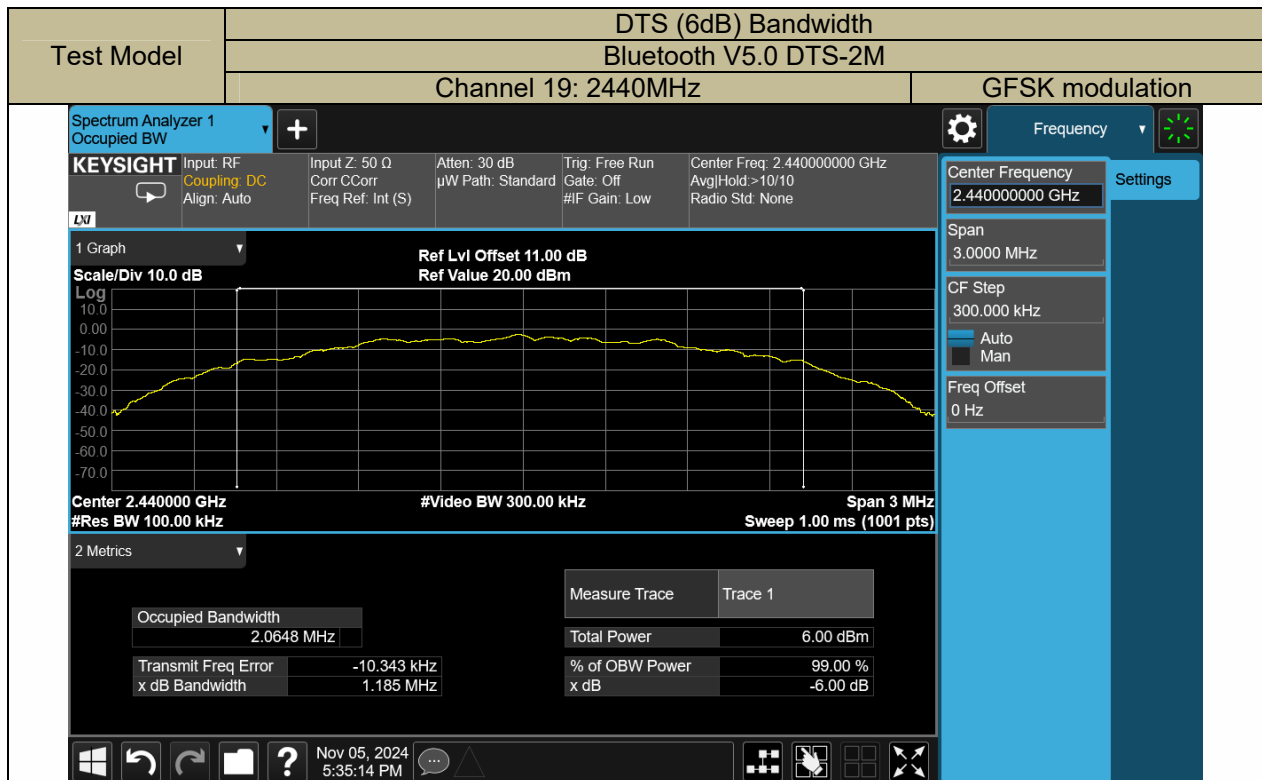 Test Model
DTS (6dB) Bandwidth
Bluetooth V5.0 DTS-2M
Channel 19: 2440MHz
GFSK modulation
Spectrum Analyzer 1
Occupied BW
Frequency
KEYSIGHT
Input: RF
Coupling: DC
Align: Auto
Input Z: 50 Ω
Corr CCorr
Freq Ref: Int (S)
Atten: 30 dB
µW Path: Standard
Trig: Free Run
Gate: Off
#IF Gain: Low
Center Freq: 2.440000000 GHz
Avg|Hold:>10/10
Radio Std: None
LXI
Center Frequency
2.440000000 GHz
Settings
Span
3.0000 MHz
CF Step
300.000 kHz
Auto
Man
Freq Offset
0 Hz
1 Graph
Scale/Div 10.0 dB
Ref Lvl Offset 11.00 dB
Ref Value 20.00 dBm
Log
10.0
0.00
-10.0
-20.0
-30.0
-40.0
-50.0
-60.0
-70.0
Center 2.440000 GHz
#Video BW 300.00 kHz
Span 3 MHz
#Res BW 100.00 kHz
Sweep 1.00 ms (1001 pts)
2 Metrics
Measure Trace
Trace 1
Occupied Bandwidth
2.0648 MHz
Total Power
6.00 dBm
Transmit Freq Error
-10.343 kHz
% of OBW Power
99.00 %
x dB Bandwidth
1.185 MHz
x dB
-6.00 dB
Nov 05, 2024
5:35:14 PM